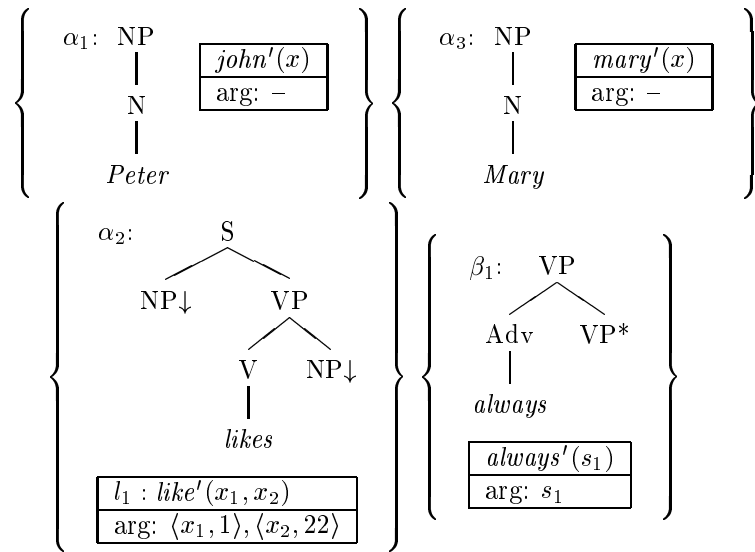 α₁: NP
john′(x)
arg: –
N
Peter
α₃: NP
mary′(x)
arg: –
N
Mary
α₂: S
NP↓ VP
V NP↓
likes
l₁ : like′(x₁, x₂)
arg: ⟨x₁, 1⟩,⟨x₂, 22⟩
β₁: VP
Adv VP*
always
always′(s₁)
arg: s₁